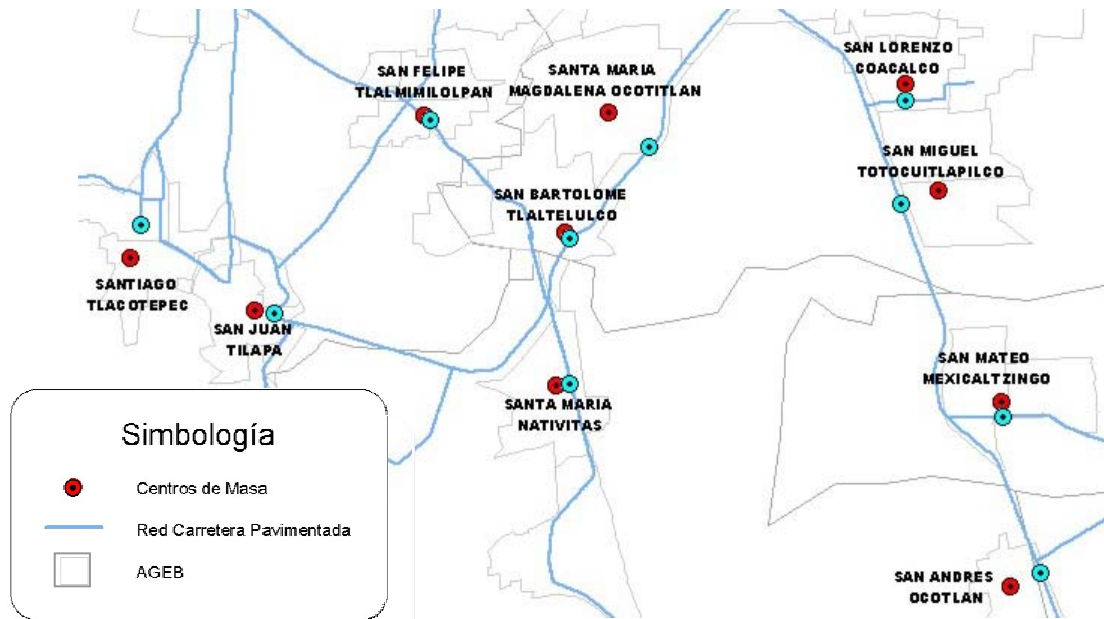 SAN LORENZO
COACALCO
SAN FELIPE
TLALMIMILOLPAN
SANTA MARIA
MAGDALENA OCOTITLAN
SAN MIGUEL
TOTOCUITLAPILCO
SAN BARTOLOME
TLALTELULCO
SANTIAGO
TLACOTEPEC
SAN JUAN
TILAPA
SAN MATEO
MEXICALTZINGO
SANTA MARIA
NATIVITAS
SAN ANDRES
OCOTLAN
Simbología
Centros de Masa
Red Carretera Pavimentada
AGEB